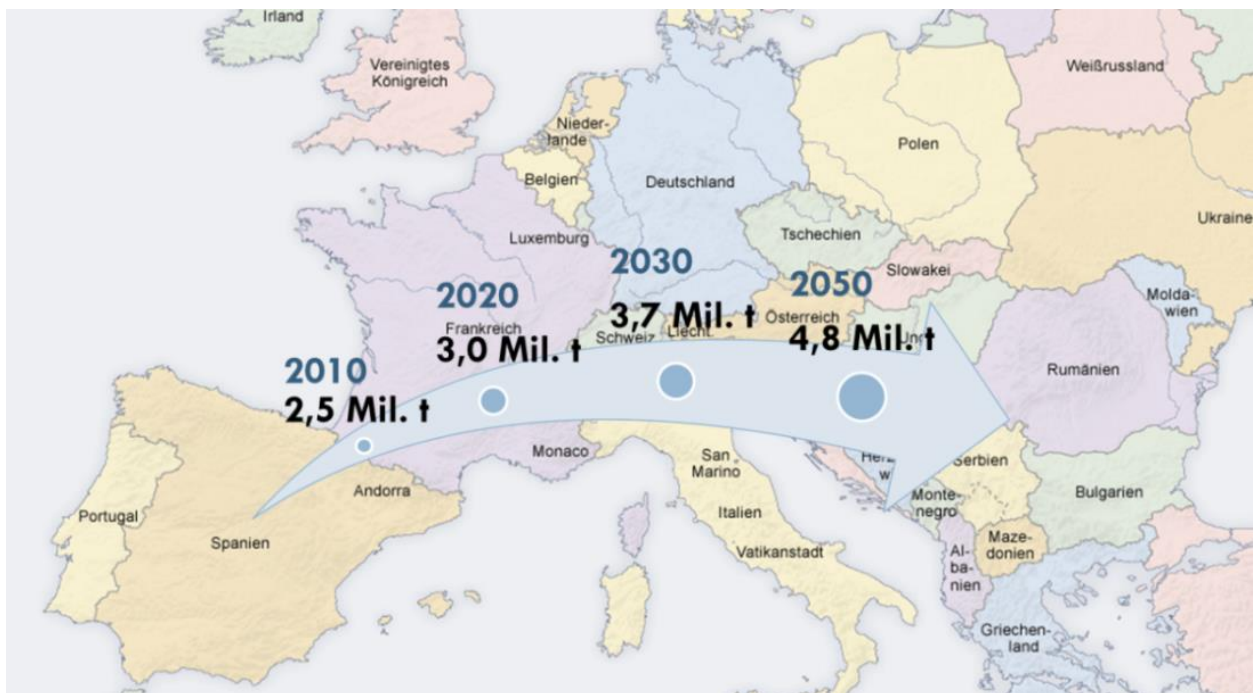 Irland
Vereinigtes
Königreich
Weißrussland
Nieder-
lande
Polen
Belgien
Deutschland
Ukraine
Tschechien
Luxemburg
2030
Slowakei
2050
2020
Moldawien
3,7 Mil. t
Österreich
Frankreich
Schweiz
Liecht.
4,8 Mil. t
3,0 Mil. t
2010
Rumänien
2,5 Mil. t
Monaco
San
Marino
Serbien
Andorra
Bulgarien
Monte-
negro
Portugal
Italien
Spanien
Maze-
donien
Vatikanstadt
Al-
ba-
nien
Griechen-
land